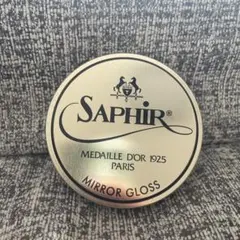 SAPHIR®
MEDAILLE D'OR 1925
PARIS
MIRROR GLOSS